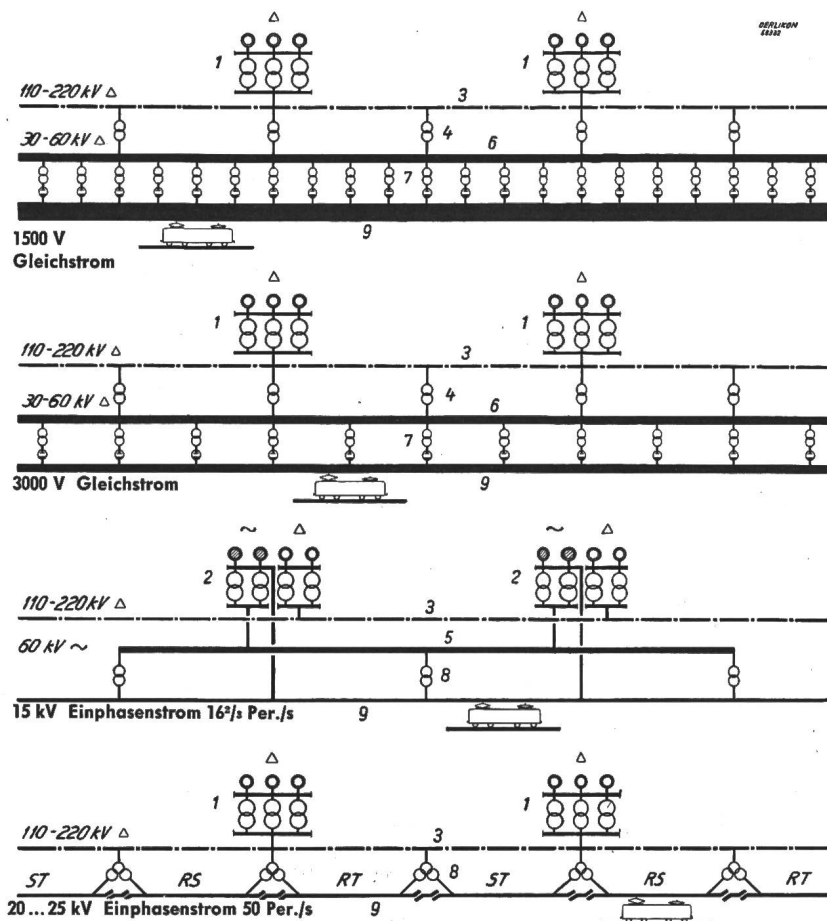 OERLIKON
58392
△ △
1 1
110-220 kV △ 3
4
30-60 kV △ 6
7
1500 V 9
Gleichstrom
△ △
1 1
110-220 kV △ 3
4
30-60 kV △ 6
7
3000 V Gleichstrom 9
~ △ ~ △
2 2
110-220 kV △ 3
60 kV ~ 5
8
15 kV Einphasenstrom 16²/₃ Per./s 9
△ △
1 1
110-220 kV △ 3
8
ST RS RT ST RS RT
20...25 kV Einphasenstrom 50 Per./s 9